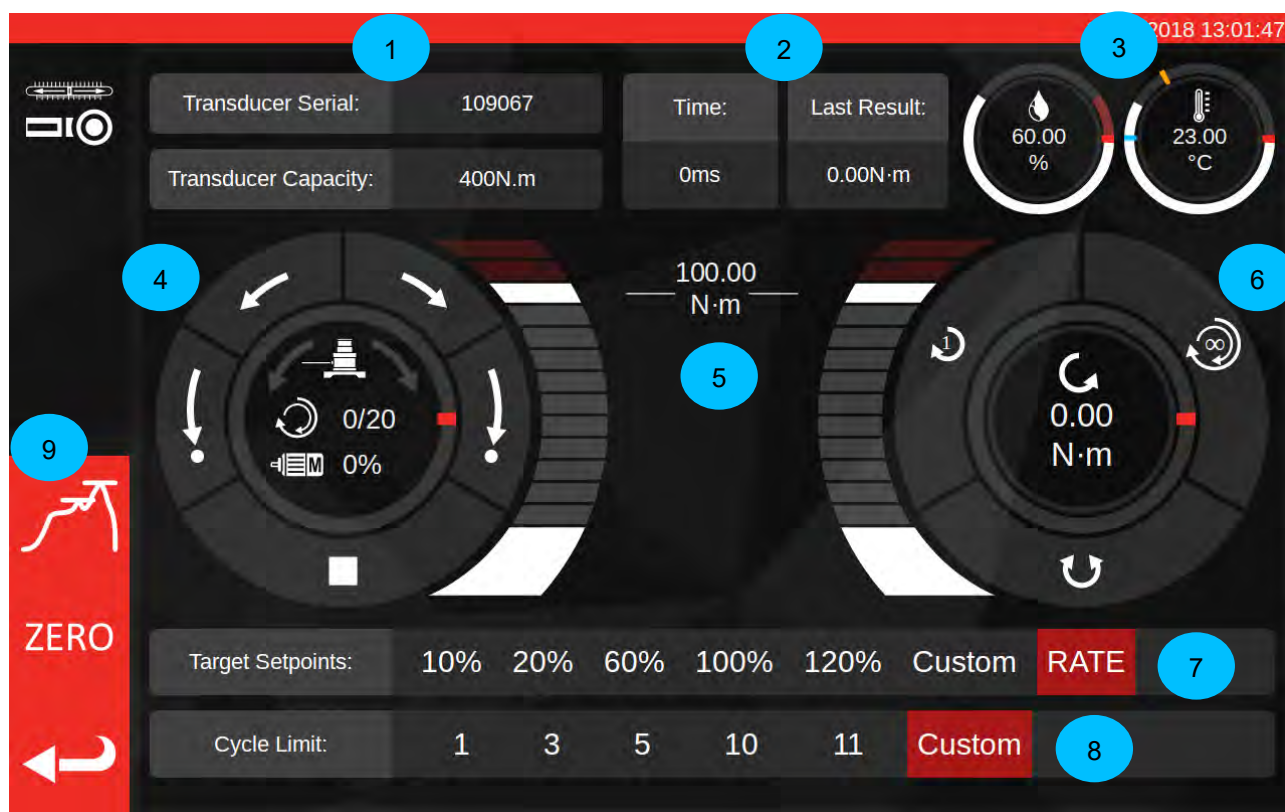 1
2
3
2018 13:01:47
Transducer Serial: 109067
Time: Last Result:
60.00
%
23.00
°C
Transducer Capacity: 400N.m
0ms 0.00N·m
4
100.00
N·m
6
1
∞
5
0/20
M 0%
0.00
N·m
9
ZERO
Target Setpoints: 10% 20% 60% 100% 120% Custom RATE 7
Cycle Limit: 1 3 5 10 11 Custom 8